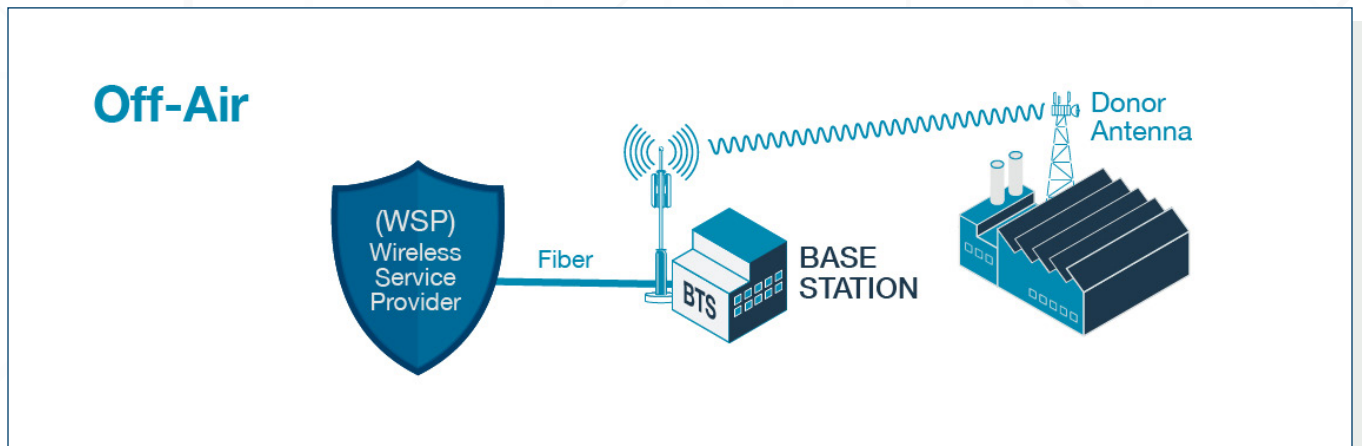 Off-Air
(WSP)
Wireless
Service
Provider
Fiber
BTS
BASE
STATION
Donor
Antenna